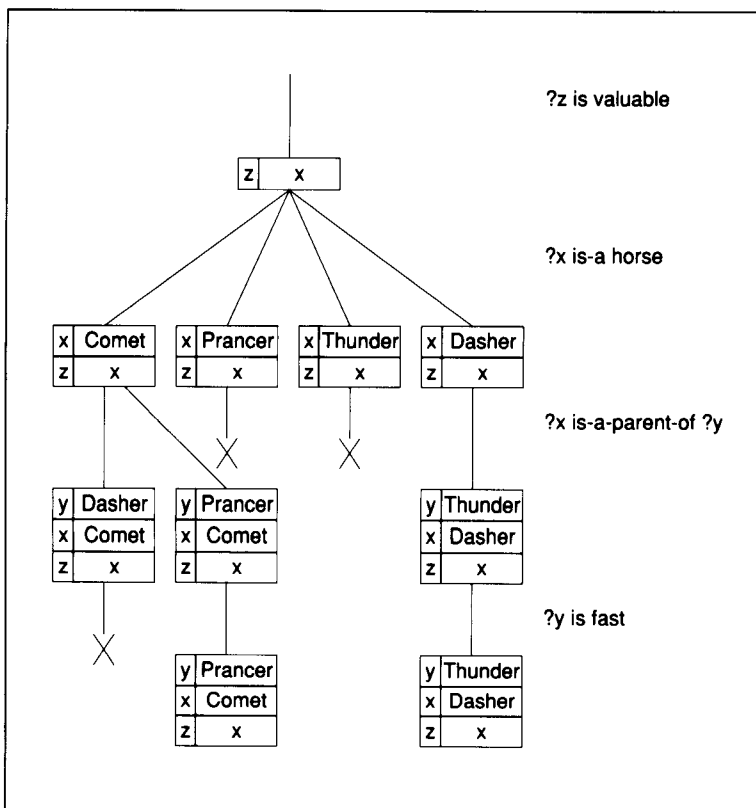 ?z is valuable
z x
?x is-a horse
x Comet x Prancer x Thunder x Dasher
z x z x z x z x
?x is-a-parent-of ?y
y Dasher y Prancer y Thunder
x Comet x Comet x Dasher
z x z x z x
?y is fast
y Prancer y Thunder
x Comet x Dasher
z x z x